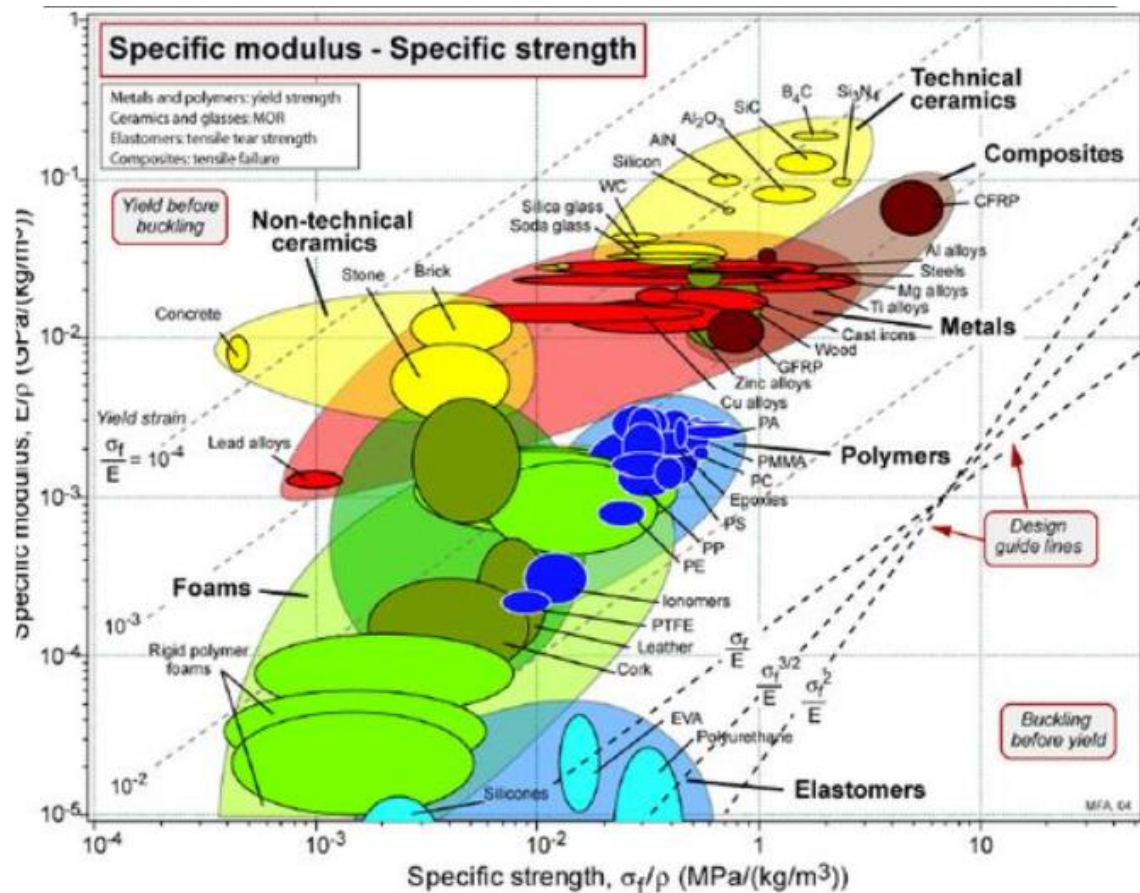 Specific modulus - Specific strength
Metals and polymers: yield strength
Ceramics and glasses: MOR
Elastomers: tensile tear strength
Composites: tensile failure
Technical
ceramics
B4C
Si3N4
SiC
Al2O3
AlN
Silicon
WC
Silica glass
Soda glass
Composites
CFRP
Yield before
buckling
Non-technical
ceramics
Stone
Brick
Concrete
Al alloys
Steels
Mg alloys
Ti alloys
Metals
Cast irons
Wood
GFRP
Zinc alloys
Cu alloys
Yield strain
σf/E = 10-4
Lead alloys
PA
Polymers
PMMA
PC
Epoxies
PS
PP
PE
Design
guide lines
Foams
10-3
Ionomers
PTFE
Leather
Cork
Rigid polymer
foams
σf/E
σf3/2/E
σf2/E
EVA
Polyurethane
Buckling
before yield
Silicones
Elastomers
10-2
MFA, 04
1
10-1
10-2
10-3
10-4
10-5
Specific modulus, E/ρ (GPa/(kg/m3))
10-4
10-3
10-2
10-1
1
10
Specific strength, σf/ρ (MPa/(kg/m3))